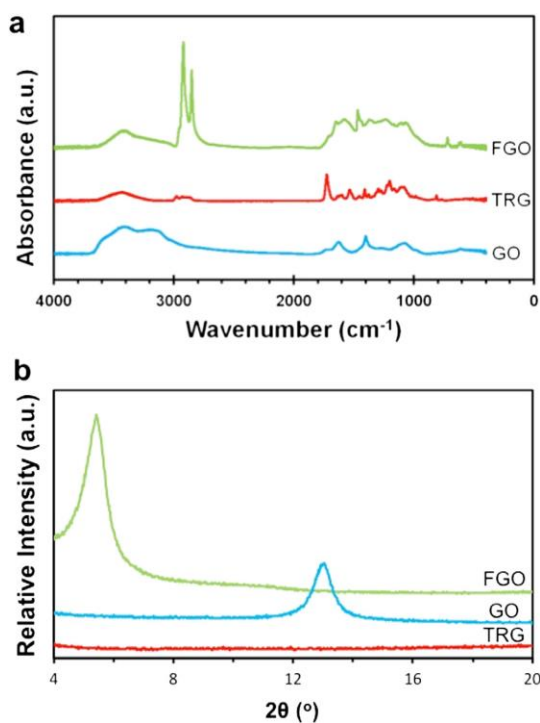 a
Absorbance (a.u.)
FGO
TRG
GO
4000 3000 2000 1000 0
Wavenumber (cm⁻¹)
b
Relative Intensity (a.u.)
FGO
GO
TRG
4 8 12 16 20
2θ (°)